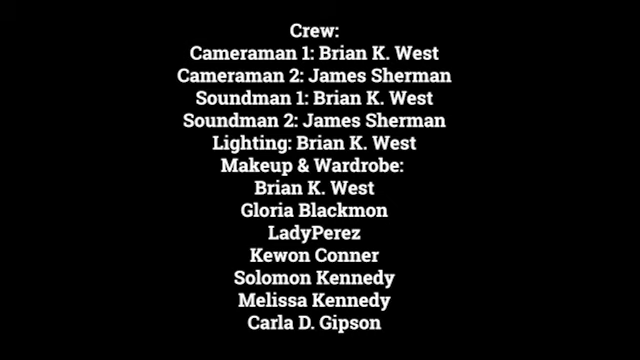 Crew:
Cameraman 1: Brian K. West
Cameraman 2: James Sherman
Soundman 1: Brian K. West
Soundman 2: James Sherman
Lighting: Brian K. West
Makeup & Wardrobe:
Brian K. West
Gloria Blackmon
LadyPerez
Kewon Conner
Solomon Kennedy
Melissa Kennedy
Carla D. Gipson